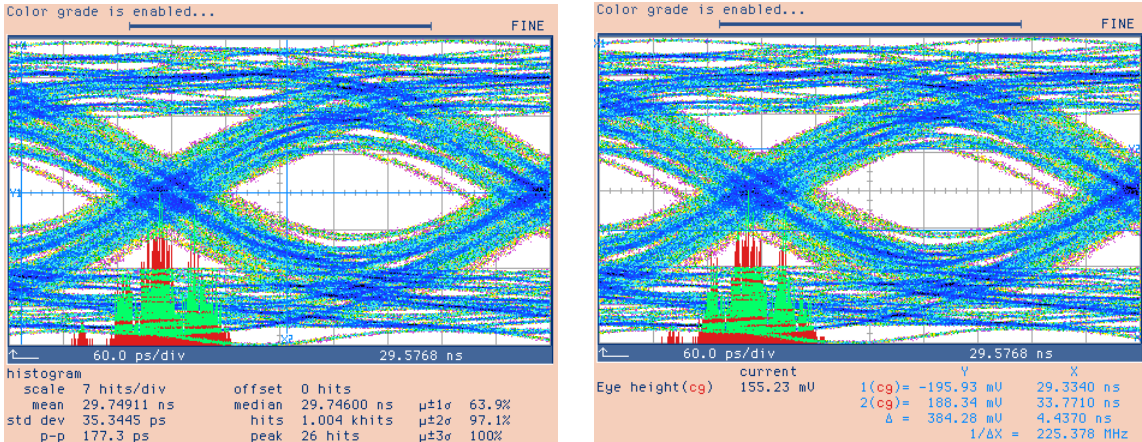 Color grade is enabled...
FINE
Y1
X2
60.0 ps/div 29.5768 ns
histogram
scale 7 hits/div offset 0 hits
mean 29.74911 ns median 29.74600 ns µ±1σ 63.9%
std dev 35.3445 ps hits 1.004 khits µ±2σ 97.1%
p-p 177.3 ps peak 26 hits µ±3σ 100%
Color grade is enabled...
FINE
60.0 ps/div 29.5768 ns
current Y X
Eye height(cg) 155.23 mV 1(cg)= -195.93 mV 29.3340 ns
2(cg)= 188.34 mV 33.7710 ns
Δ = 384.28 mV 4.4370 ns
1/ΔX = 225.378 MHz